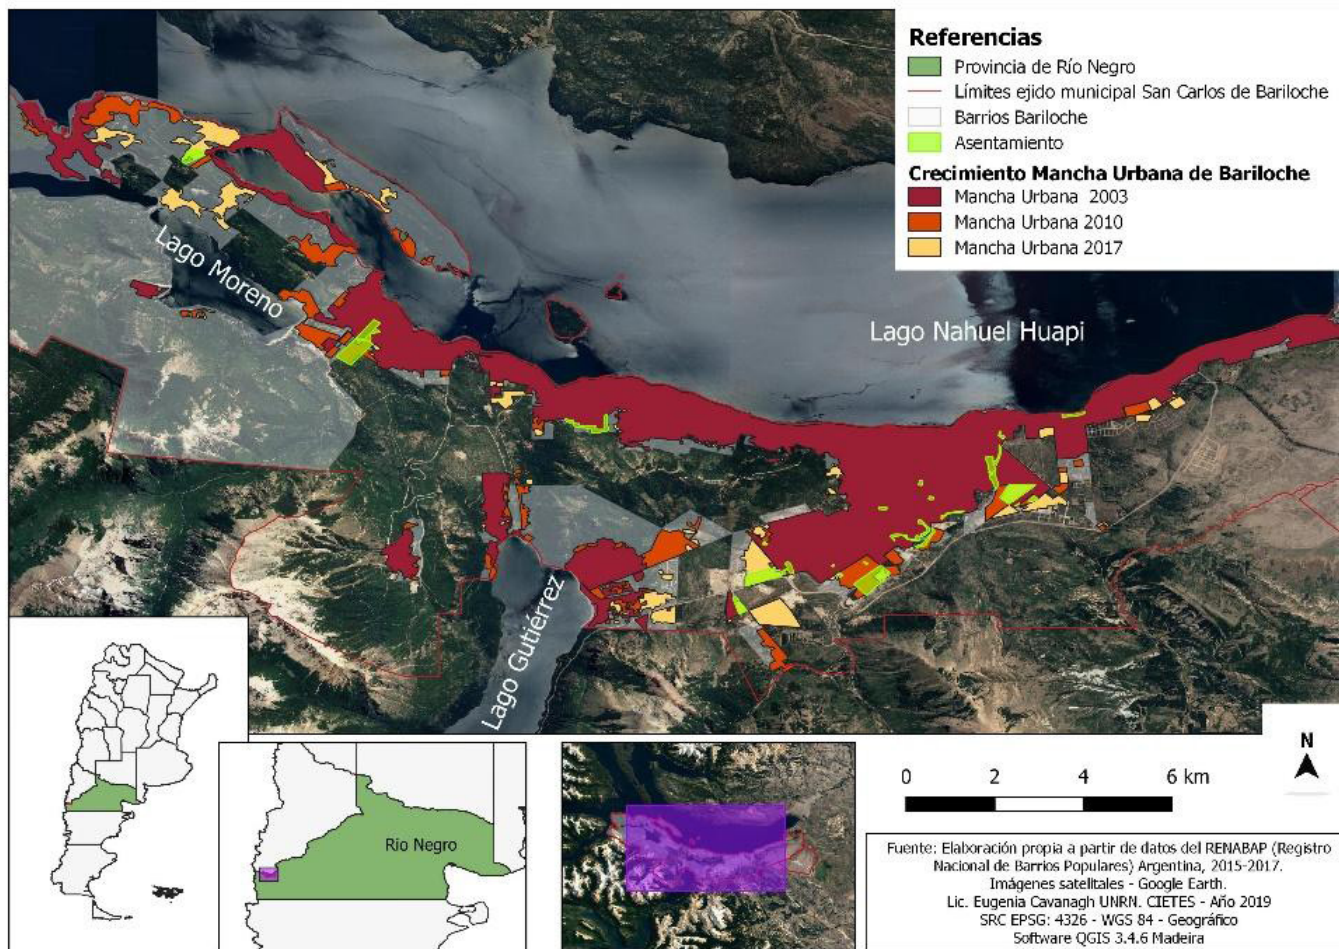 Referencias
Provincia de Río Negro
Límites ejido municipal San Carlos de Bariloche
Barrios Bariloche
Asentamiento
Crecimiento Mancha Urbana de Bariloche
Mancha Urbana 2003
Mancha Urbana 2010
Mancha Urbana 2017
Lago Moreno
Lago Nahuel Huapi
Lago Gutiérrez
Río Negro
N
0 2 4 6 km
Fuente: Elaboración propia a partir de datos del RENABAP (Registro
Nacional de Barrios Populares) Argentina, 2015-2017.
Imágenes satelitales - Google Earth.
Lic. Eugenia Cavanagh UNRN. CIETES - Año 2019
SRC EPSG: 4326 - WGS 84 - Geográfico
Software QGIS 3.4.6 Madeira